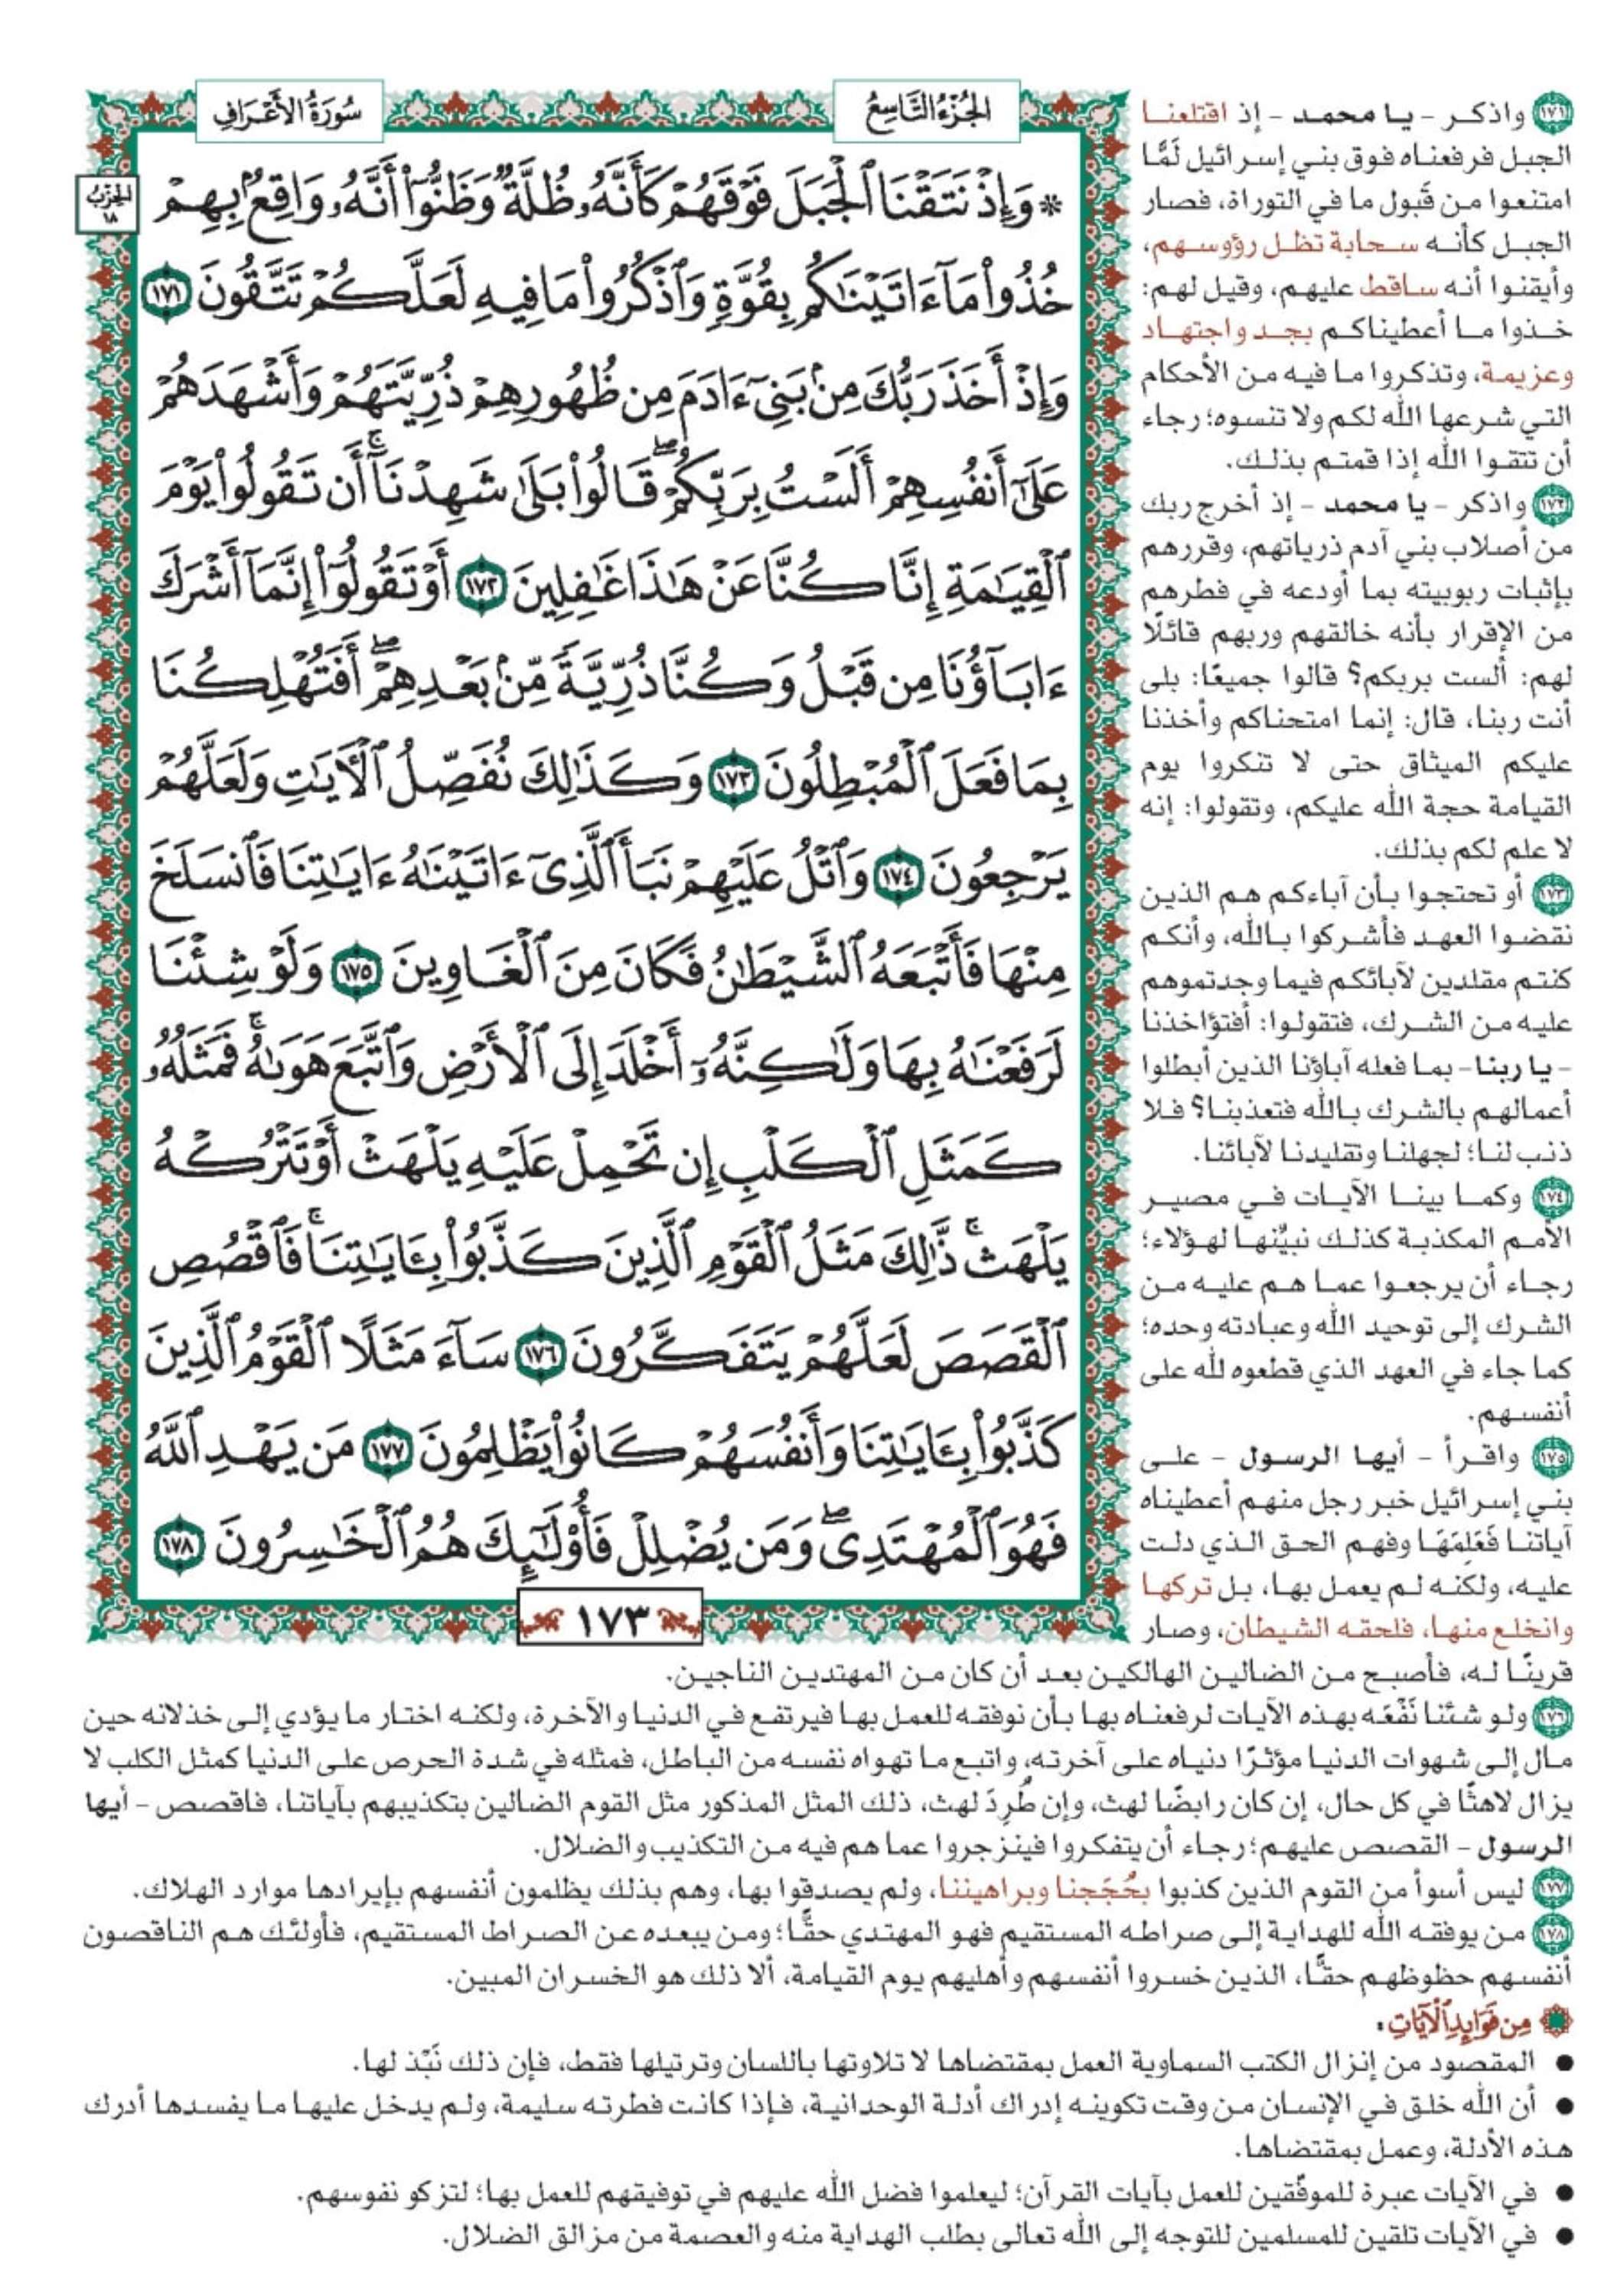 الجُزْءُ التَّاسِعُ
سُورَةُ الأَعْرَافِ
الحِزْبُ
١٨
* وَإِذْ نَتَقْنَا ٱلْجَبَلَ فَوْقَهُمْ كَأَنَّهُۥ ظُلَّةٌ وَظَنُّوٓا۟ أَنَّهُۥ وَاقِعٌۢ بِهِمْ
خُذُوا۟ مَآ ءَاتَيْنَـٰكُم بِقُوَّةٍ وَٱذْكُرُوا۟ مَا فِيهِ لَعَلَّكُمْ تَتَّقُونَ ١٧١
وَإِذْ أَخَذَ رَبُّكَ مِنۢ بَنِىٓ ءَادَمَ مِن ظُهُورِهِمْ ذُرِّيَّتَهُمْ وَأَشْهَدَهُمْ
عَلَىٰٓ أَنفُسِهِمْ أَلَسْتُ بِرَبِّكُمْ ۖ قَالُوا۟ بَلَىٰ شَهِدْنَآ ۚ أَن تَقُولُوا۟ يَوْمَ
ٱلْقِيَـٰمَةِ إِنَّا كُنَّا عَنْ هَـٰذَا غَـٰفِلِينَ ١٧٢ أَوْ تَقُولُوٓا۟ إِنَّمَآ أَشْرَكَ
ءَابَآؤُنَا مِن قَبْلُ وَكُنَّا ذُرِّيَّةً مِّنۢ بَعْدِهِمْ ۖ أَفَتُهْلِكُنَا
بِمَا فَعَلَ ٱلْمُبْطِلُونَ ١٧٣ وَكَذَٰلِكَ نُفَصِّلُ ٱلْـَٔايَـٰتِ وَلَعَلَّهُمْ
يَرْجِعُونَ ١٧٤ وَٱتْلُ عَلَيْهِمْ نَبَأَ ٱلَّذِىٓ ءَاتَيْنَـٰهُ ءَايَـٰتِنَا فَٱنسَلَخَ
مِنْهَا فَأَتْبَعَهُ ٱلشَّيْطَـٰنُ فَكَانَ مِنَ ٱلْغَاوِينَ ١٧٥ وَلَوْ شِئْنَا
لَرَفَعْنَـٰهُ بِهَا وَلَـٰكِنَّهُۥٓ أَخْلَدَ إِلَى ٱلْأَرْضِ وَٱتَّبَعَ هَوَىٰهُ ۚ فَمَثَلُهُۥ
كَمَثَلِ ٱلْكَلْبِ إِن تَحْمِلْ عَلَيْهِ يَلْهَثْ أَوْ تَتْرُكْهُ
يَلْهَث ۚ ذَّٰلِكَ مَثَلُ ٱلْقَوْمِ ٱلَّذِينَ كَذَّبُوا۟ بِـَٔايَـٰتِنَا ۚ فَٱقْصُصِ
ٱلْقَصَصَ لَعَلَّهُمْ يَتَفَكَّرُونَ ١٧٦ سَآءَ مَثَلًا ٱلْقَوْمُ ٱلَّذِينَ
كَذَّبُوا۟ بِـَٔايَـٰتِنَا وَأَنفُسَهُمْ كَانُوا۟ يَظْلِمُونَ ١٧٧ مَن يَهْدِ ٱللَّهُ
فَهُوَ ٱلْمُهْتَدِى ۖ وَمَن يُضْلِلْ فَأُو۟لَـٰٓئِكَ هُمُ ٱلْخَـٰسِرُونَ ١٧٨
١٧٣
١٧١ واذكر - يا محمد - إذ اقتلعنا
الجبل فرفعناه فوق بني إسرائيل لَمَّا
امتنعوا من قَبول ما في التوراة، فصار
الجبل كأنه سحابة تظل رؤوسهم،
وأيقنوا أنه ساقط عليهم، وقيل لهم:
خذوا ما أعطيناكم بجد واجتهاد
وعزيمة، وتذكروا ما فيه من الأحكام
التي شرعها الله لكم ولا تنسوه؛ رجاء
أن تتقوا الله إذا قمتم بذلك.
١٧٢ واذكر - يا محمد - إذ أخرج ربك
من أصلاب بني آدم ذرياتهم، وقررهم
بإثبات ربوبيته بما أودعه في فطرهم
من الإقرار بأنه خالقهم وربهم قائلًا
لهم: ألست بربكم؟ قالوا جميعًا: بلى
أنت ربنا، قال: إنما امتحناكم وأخذنا
عليكم الميثاق حتى لا تنكروا يوم
القيامة حجة الله عليكم، وتقولوا: إنه
لا علم لكم بذلك.
١٧٣ أو تحتجوا بأن آباءكم هم الذين
نقضوا العهد فأشركوا بالله، وأنكم
كنتم مقلدين لآبائكم فيما وجدتموهم
عليه من الشرك، فتقولوا: أفتؤاخذنا
- يا ربنا - بما فعله آباؤنا الذين أبطلوا
أعمالهم بالشرك بالله فتعذبنا؟ فلا
ذنب لنا؛ لجهلنا وتقليدنا لآبائنا.
١٧٤ وكما بينا الآيات في مصير
الأمم المكذبة كذلك نبيِّنها لهؤلاء؛
رجاء أن يرجعوا عما هم عليه من
الشرك إلى توحيد الله وعبادته وحده؛
كما جاء في العهد الذي قطعوه لله على
أنفسهم.
١٧٥ واقرأ - أيها الرسول - على
بني إسرائيل خبر رجل منهم أعطيناه
آياتنا فَعَلِمَهَا وفهم الحق الذي دلت
عليه، ولكنه لم يعمل بها، بل تركها
وانخلع منها، فلحقه الشيطان، وصار
قرينًا له، فأصبح من الضالين الهالكين بعد أن كان من المهتدين الناجين.
١٧٦ ولو شئنا نَفْعَه بهذه الآيات لرفعناه بها بأن نوفقه للعمل بها فيرتفع في الدنيا والآخرة، ولكنه اختار ما يؤدي إلى خذلانه حين
مال إلى شهوات الدنيا مؤثرًا دنياه على آخرته، واتبع ما تهواه نفسه من الباطل، فمثله في شدة الحرص على الدنيا كمثل الكلب لا
يزال لاهثًا في كل حال، إن كان رابضًا لهث، وإن طُرِدَ لهث، ذلك المثل المذكور مثل القوم الضالين بتكذيبهم بآياتنا، فاقصص - أيها
الرسول - القصص عليهم؛ رجاء أن يتفكروا فينزجروا عما هم فيه من التكذيب والضلال.
١٧٧ ليس أسوأ من القوم الذين كذبوا بحُجَجنا وبراهيننا، ولم يصدقوا بها، وهم بذلك يظلمون أنفسهم بإيرادها موارد الهلاك.
١٧٨ من يوفقه الله للهداية إلى صراطه المستقيم فهو المهتدي حقًّا؛ ومن يبعده عن الصراط المستقيم، فأولئك هم الناقصون
أنفسهم حظوظهم حقًّا، الذين خسروا أنفسهم وأهليهم يوم القيامة، ألا ذلك هو الخسران المبين.
مِن فَوَائِدِ الآيَاتِ:
● المقصود من إنزال الكتب السماوية العمل بمقتضاها لا تلاوتها باللسان وترتيلها فقط، فإن ذلك نَبْذ لها.
● أن الله خلق في الإنسان من وقت تكوينه إدراك أدلة الوحدانية، فإذا كانت فطرته سليمة، ولم يدخل عليها ما يفسدها أدرك
هذه الأدلة، وعمل بمقتضاها.
● في الآيات عبرة للموفَّقين للعمل بآيات القرآن؛ ليعلموا فضل الله عليهم في توفيقهم للعمل بها؛ لتزكو نفوسهم.
● في الآيات تلقين للمسلمين للتوجه إلى الله تعالى بطلب الهداية منه والعصمة من مزالق الضلال.